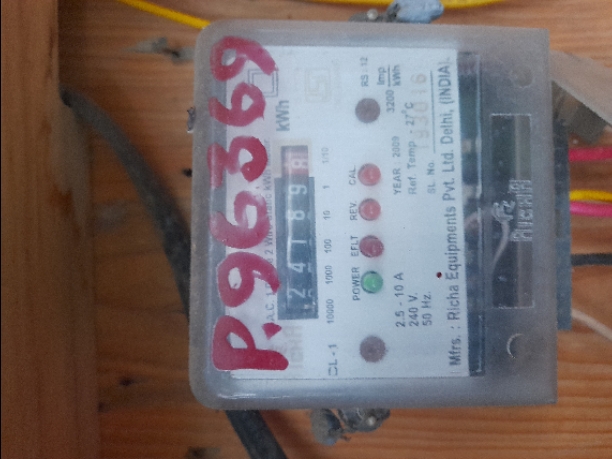 P.96369
kWh
24189
10000 1000 100 10 1 1/10
CL-1
POWER EFLT REV. CAL
RS-12
3200 Imp/kWh
2.5 - 10 A
240 V.
50 Hz.
YEAR 2009
Ref. Temp. - 27°C
SL No.
Mfrs. : Richa Equipments Pvt. Ltd. Delhi, (INDIA)
RICHA